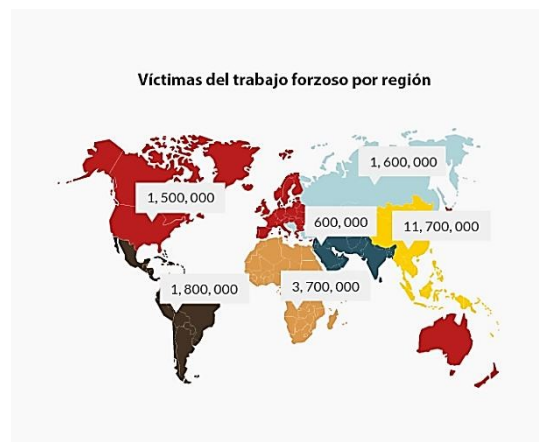 Víctimas del trabajo forzoso por región
1, 600, 000
1, 500, 000
600, 000
11, 700, 000
1, 800, 000
3, 700, 000